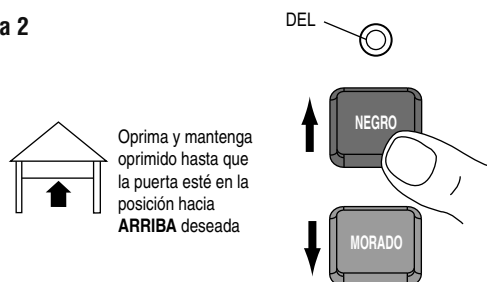 a 2
DEL
NEGRO
Oprima y mantenga
oprimido hasta que
la puerta esté en la
posición hacia
ARRIBA deseada
MORADO